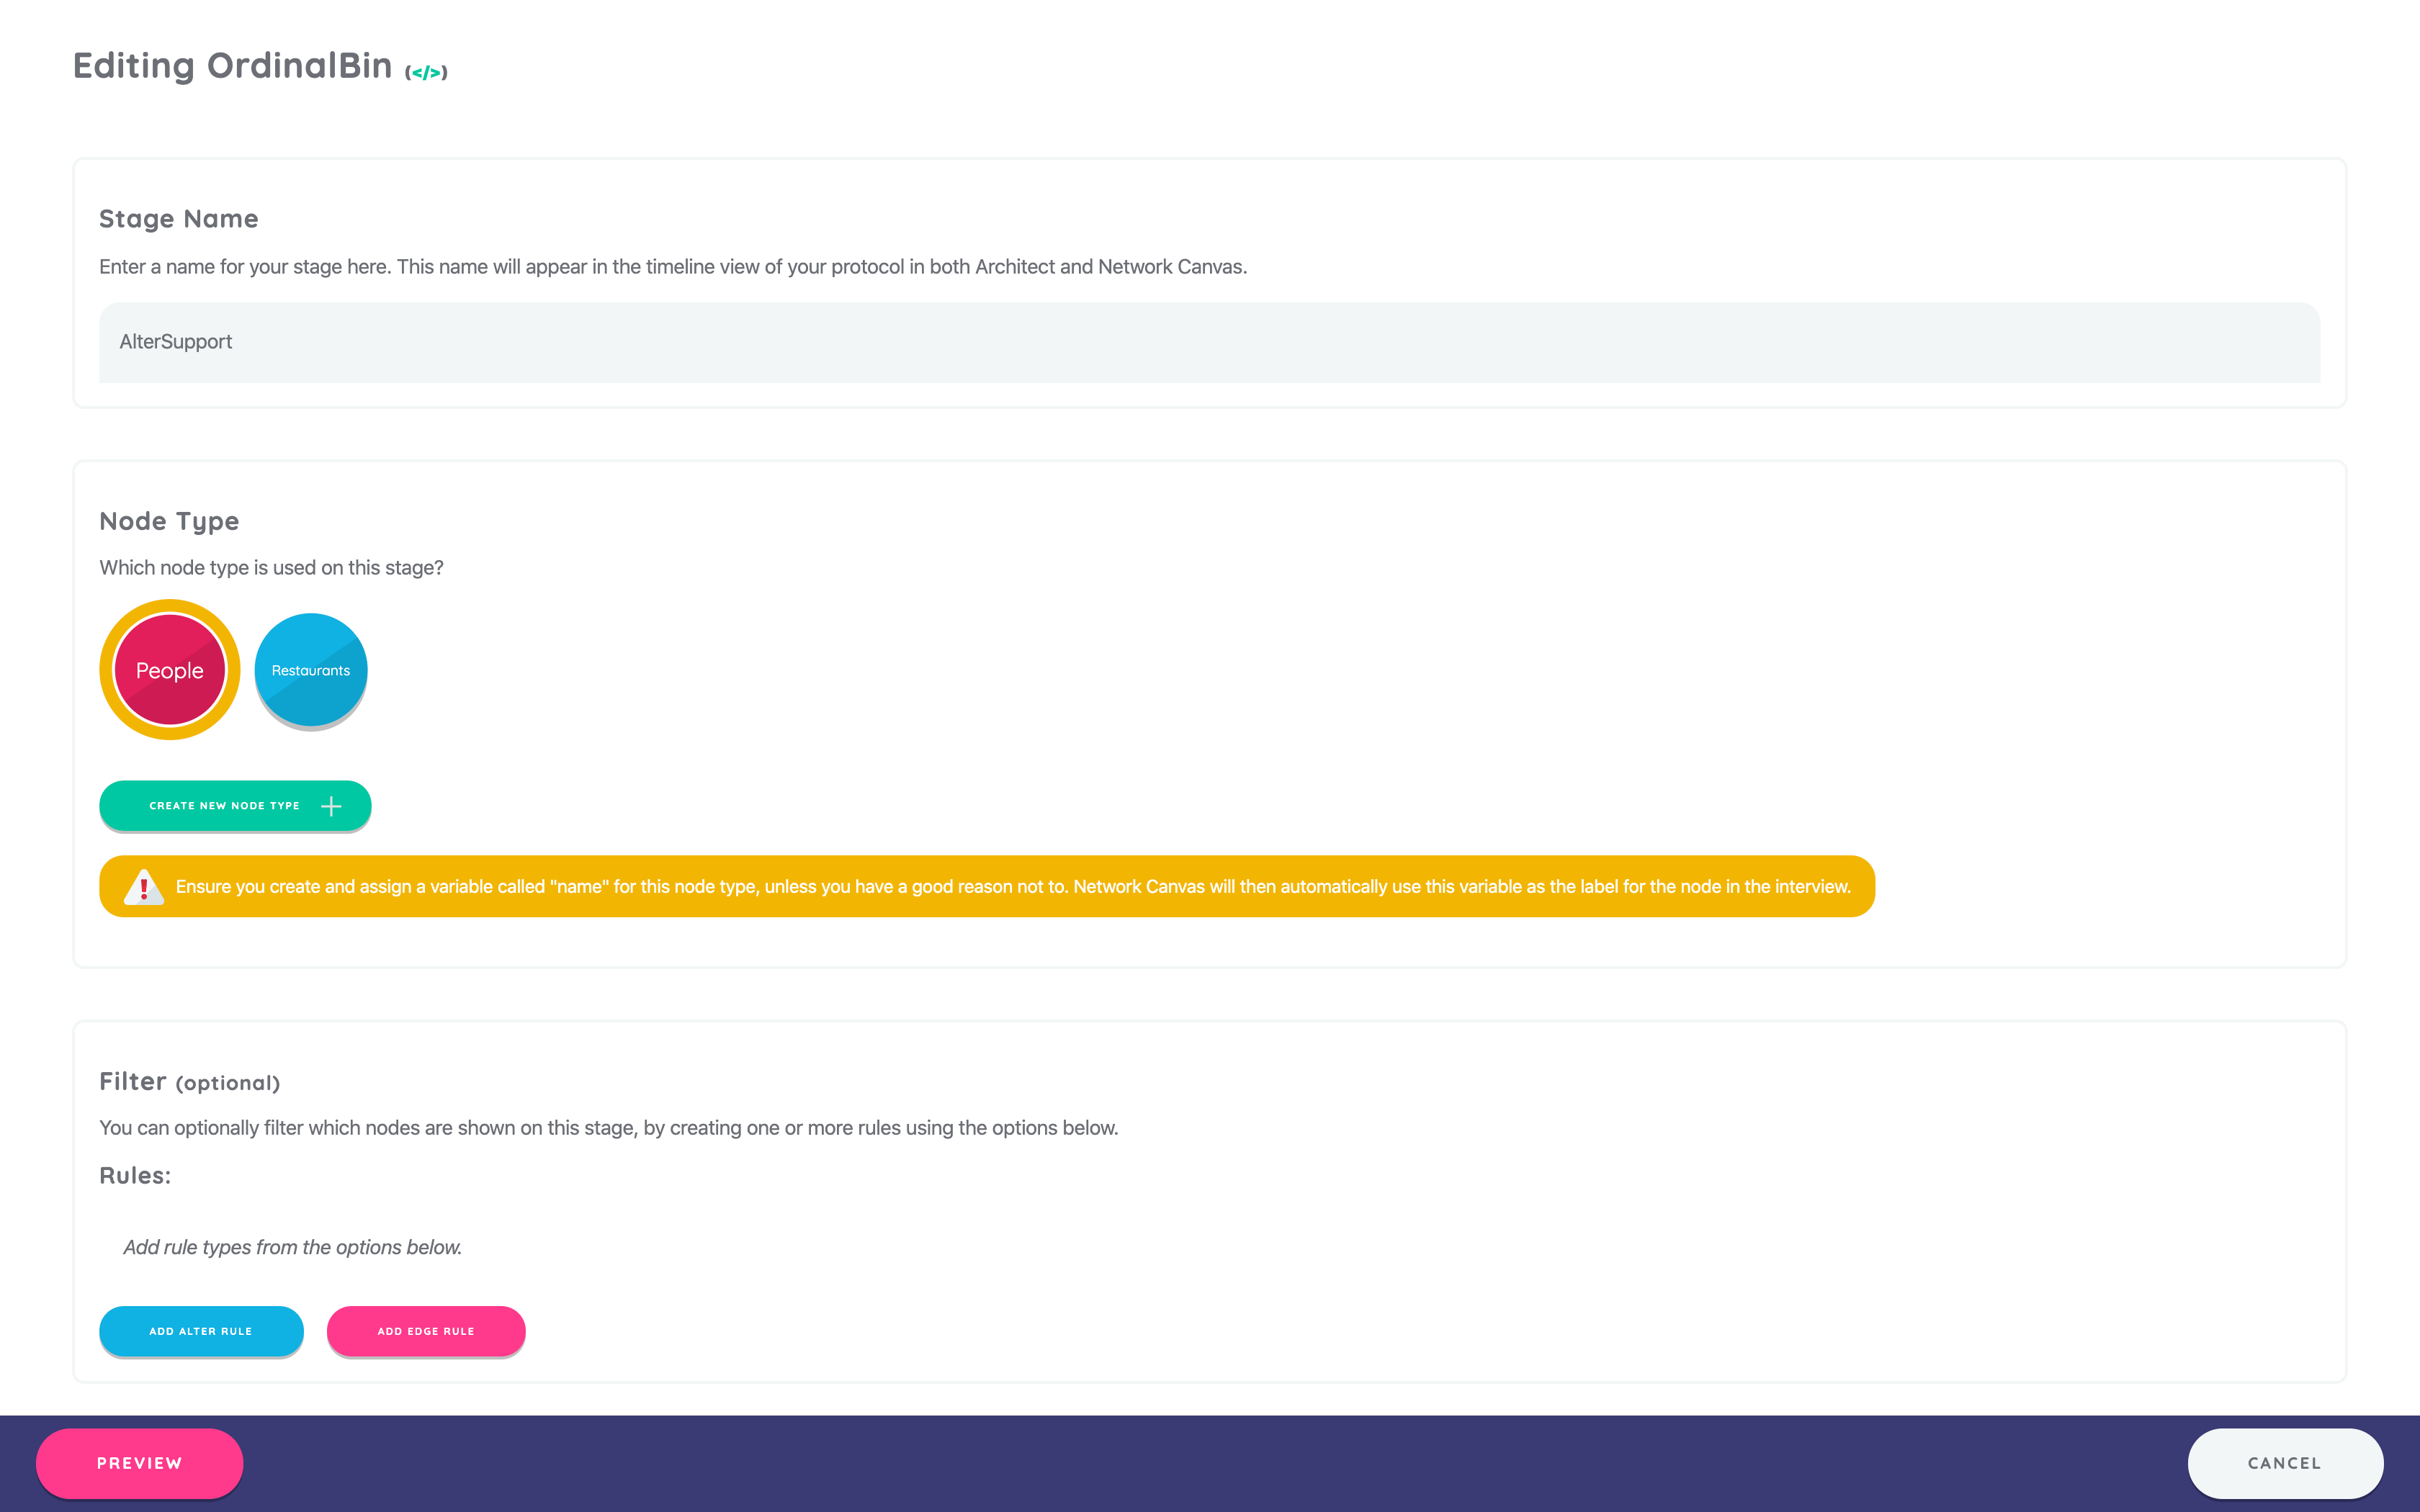 Editing OrdinalBin (</>)
Stage Name
Enter a name for your stage here. This name will appear in the timeline view of your protocol in both Architect and Network Canvas.
AlterSupport
Node Type
Which node type is used on this stage?
People
Restaurants
CREATE NEW NODE TYPE
Ensure you create and assign a variable called "name" for this node type, unless you have a good reason not to. Network Canvas will then automatically use this variable as the label for the node in the interview.
Filter (optional)
You can optionally filter which nodes are shown on this stage, by creating one or more rules using the options below.
Rules:
Add rule types from the options below.
ADD ALTER RULE
ADD EDGE RULE
PREVIEW
CANCEL